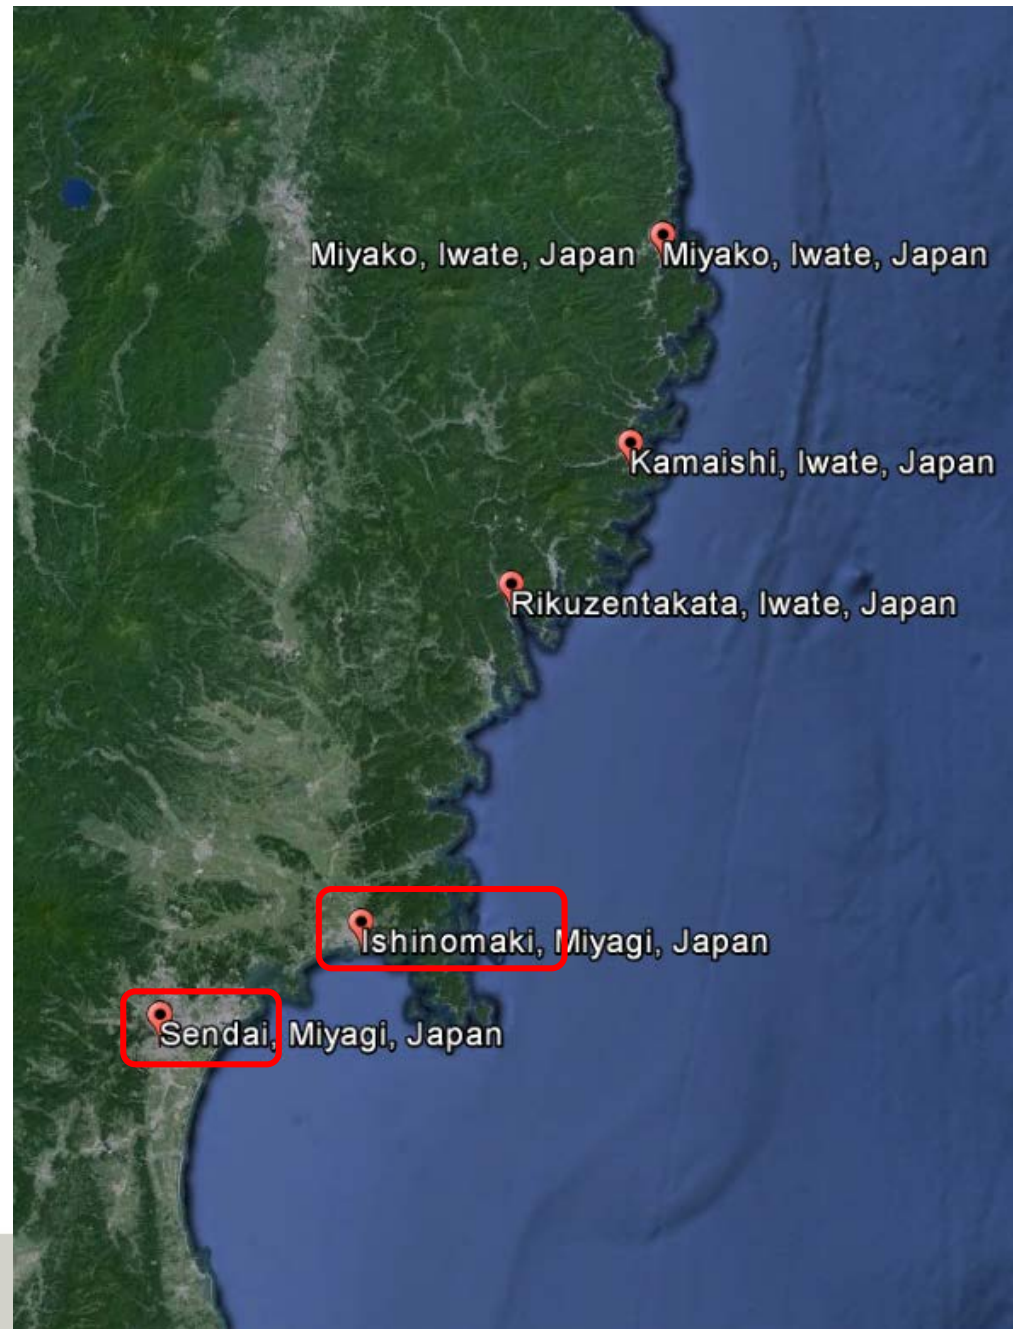 Miyako, Iwate, Japan Miyako, Iwate, Japan
Kamaishi, Iwate, Japan
Rikuzentakata, Iwate, Japan
Ishinomaki, Miyagi, Japan
Sendai, Miyagi, Japan